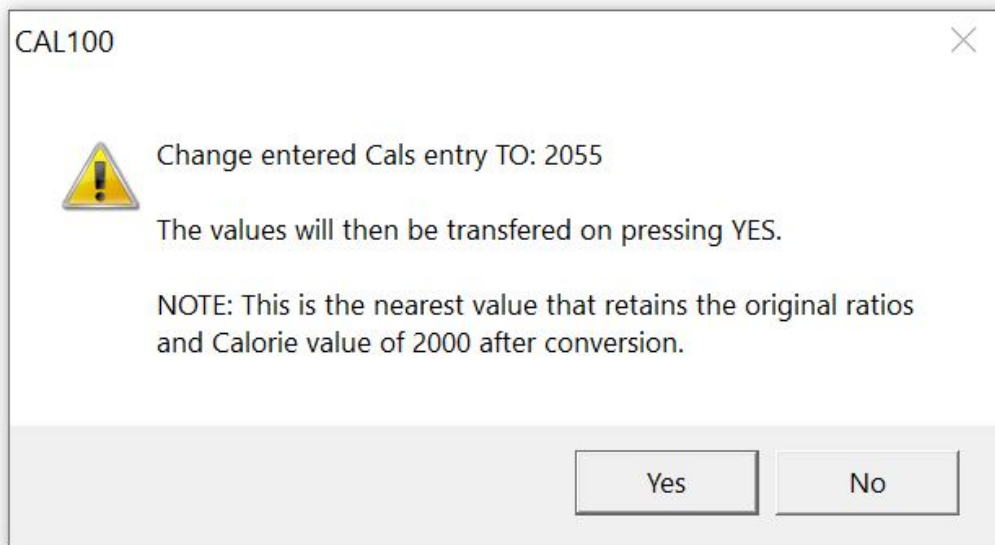 CAL100
Change entered Cals entry TO: 2055
The values will then be transfered on pressing YES.
NOTE: This is the nearest value that retains the original ratios
and Calorie value of 2000 after conversion.
Yes
No